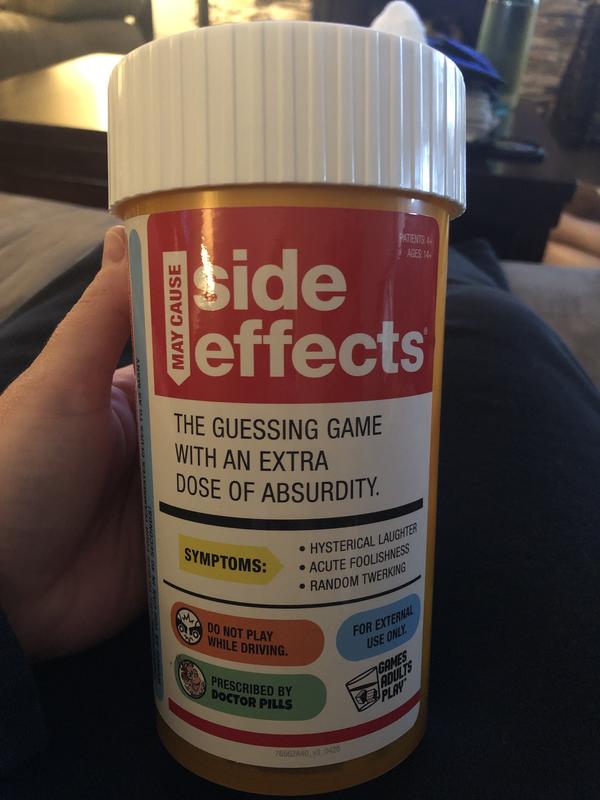 PATIENTS: 4+
AGES: 14+
MAY CAUSE
side
effects®
THE GUESSING GAME
WITH AN EXTRA
DOSE OF ABSURDITY.
SYMPTOMS:
• HYSTERICAL LAUGHTER
• ACUTE FOOLISHNESS
• RANDOM TWERKING
DO NOT PLAY
WHILE DRIVING.
FOR EXTERNAL
USE ONLY.
PRESCRIBED BY
DOCTOR PILLS
GAMES
ADULTS
PLAY™